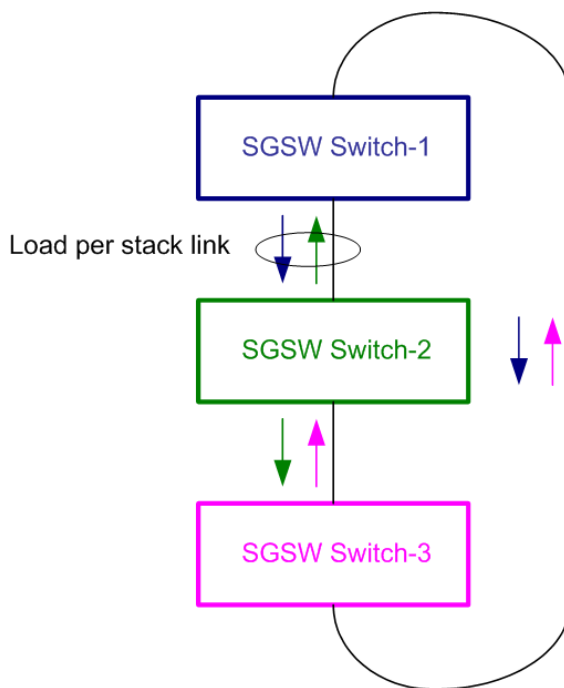 SGSW Switch-1
Load per stack link
SGSW Switch-2
SGSW Switch-3